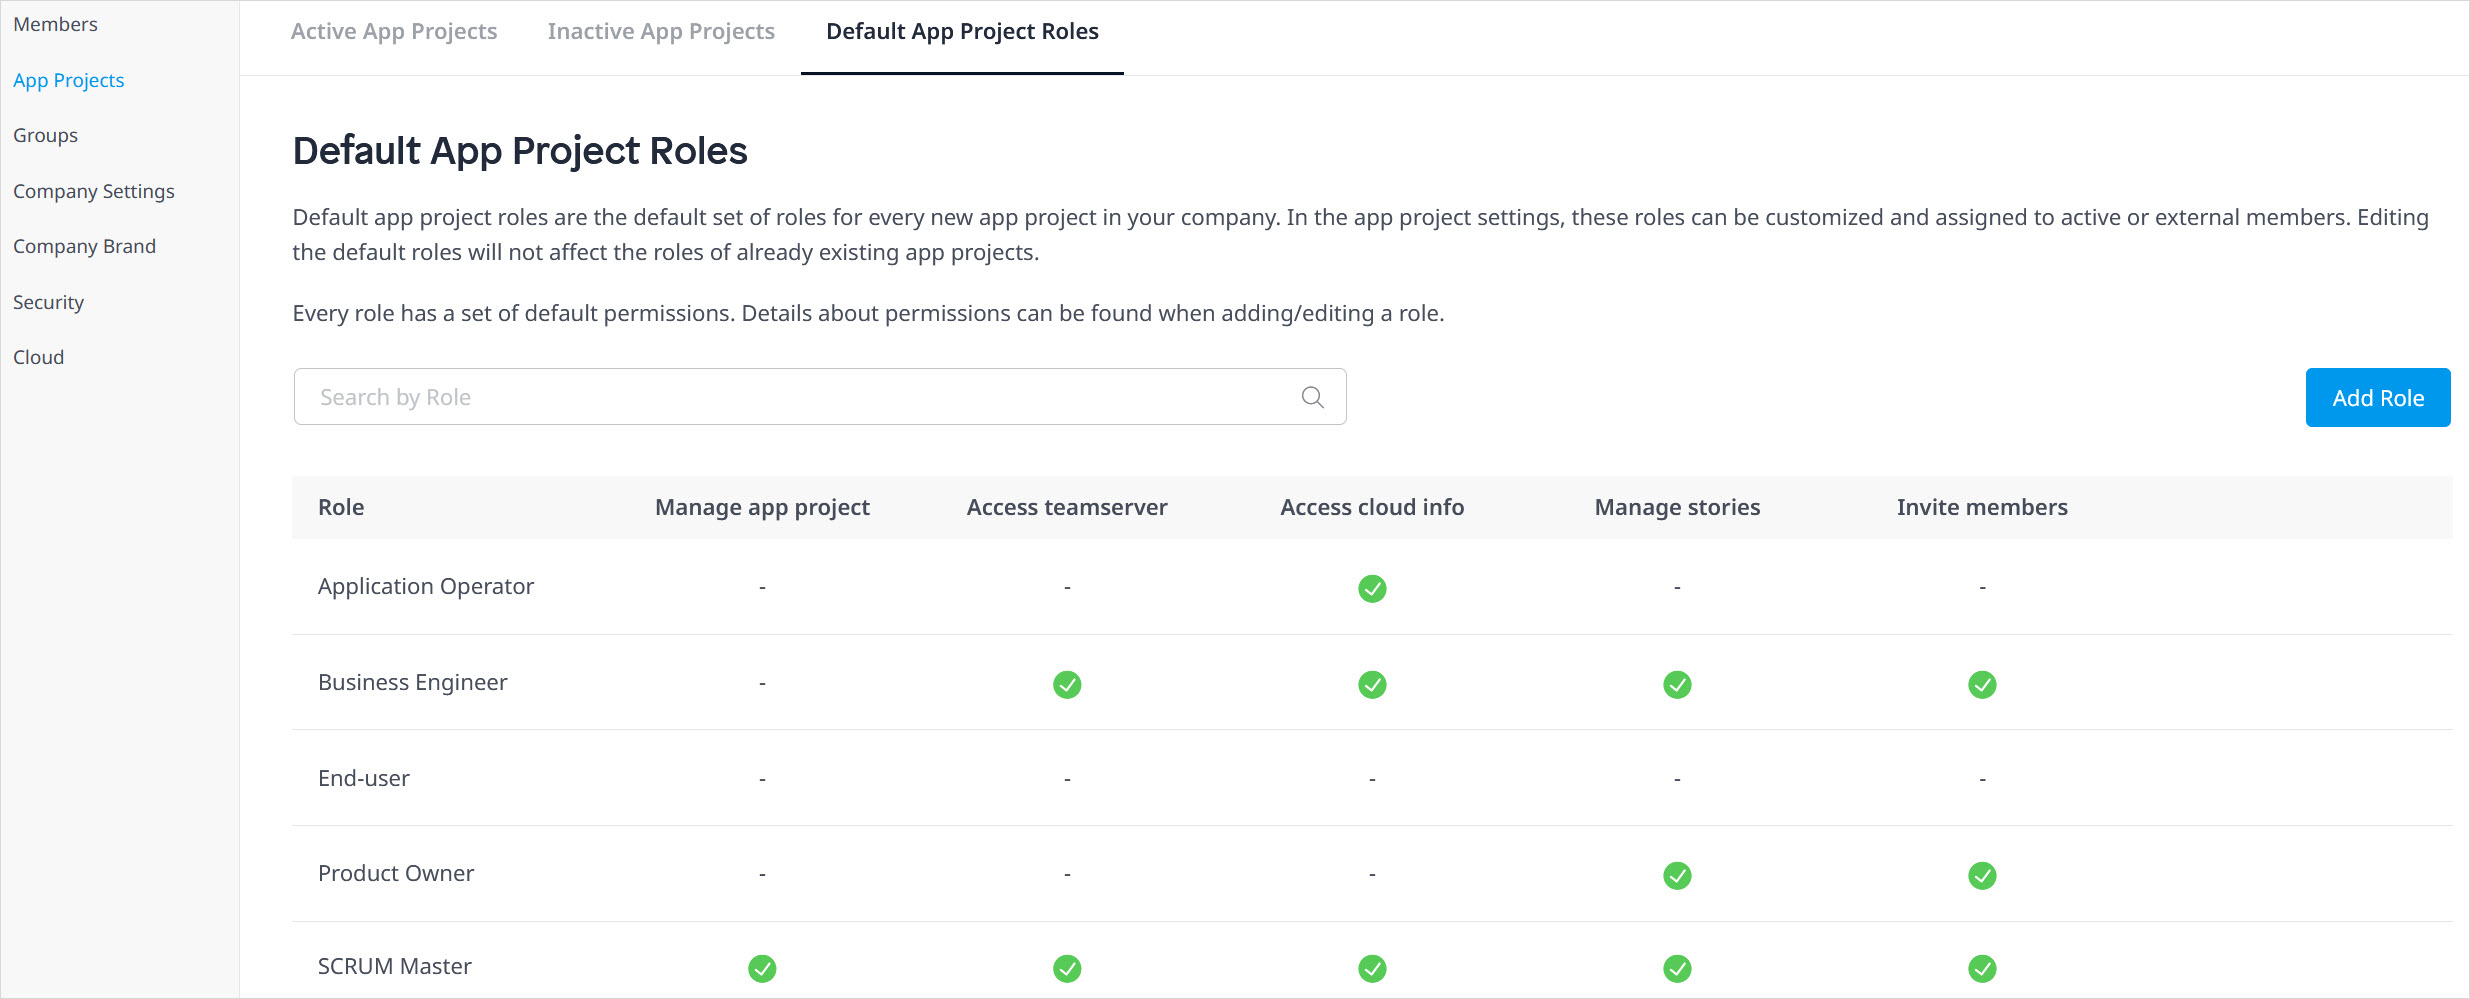 Members
App Projects
Groups
Company Settings
Company Brand
Security
Cloud
Active App Projects Inactive App Projects Default App Project Roles
Default App Project Roles
Default app project roles are the default set of roles for every new app project in your company. In the app project settings, these roles can be customized and assigned to active or external members. Editing
the default roles will not affect the roles of already existing app projects.
Every role has a set of default permissions. Details about permissions can be found when adding/editing a role.
Search by Role
Add Role
Role Manage app project Access teamserver Access cloud info Manage stories Invite members
Application Operator - - - -
Business Engineer -
End-user - - - - -
Product Owner - - -
SCRUM Master